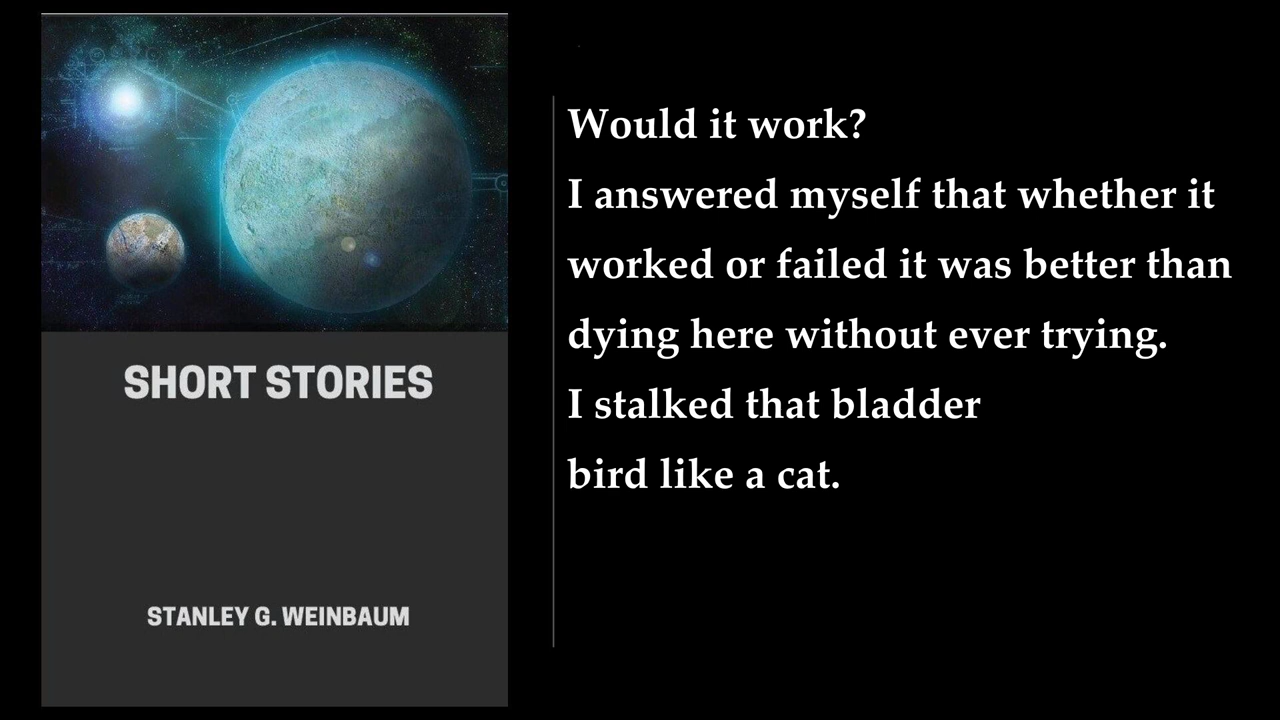 SHORT STORIES
STANLEY G. WEINBAUM
Would it work?
I answered myself that whether it
worked or failed it was better than
dying here without ever trying.
I stalked that bladder
bird like a cat.